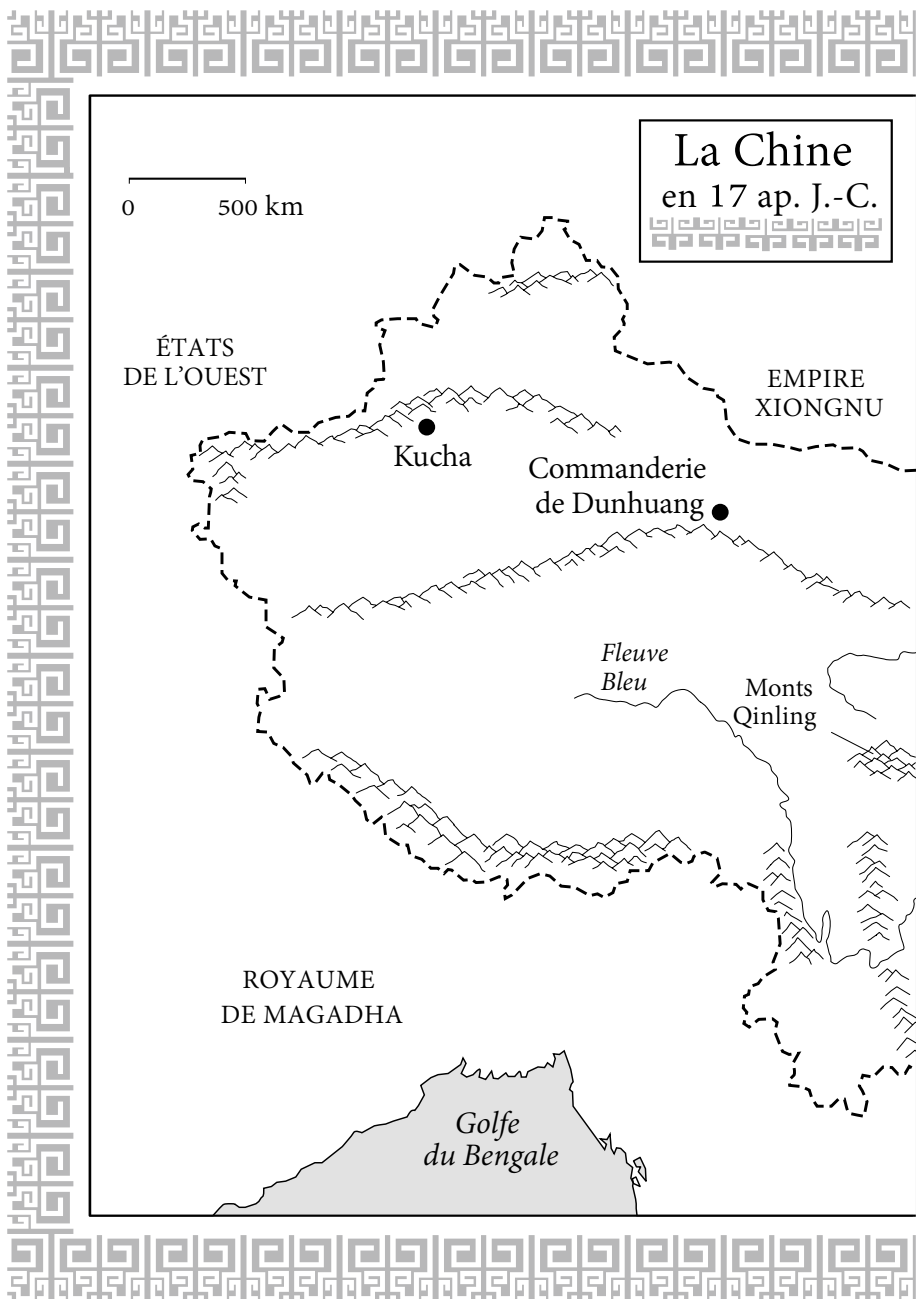 La Chine
en 17 ap. J.-C.
0 500 km
ÉTATS
DE L’OUEST
EMPIRE
XIONGNU
Kucha
Commanderie
de Dunhuang
Fleuve
Bleu
Monts
Qinling
ROYAUME
DE MAGADHA
Golfe
du Bengale